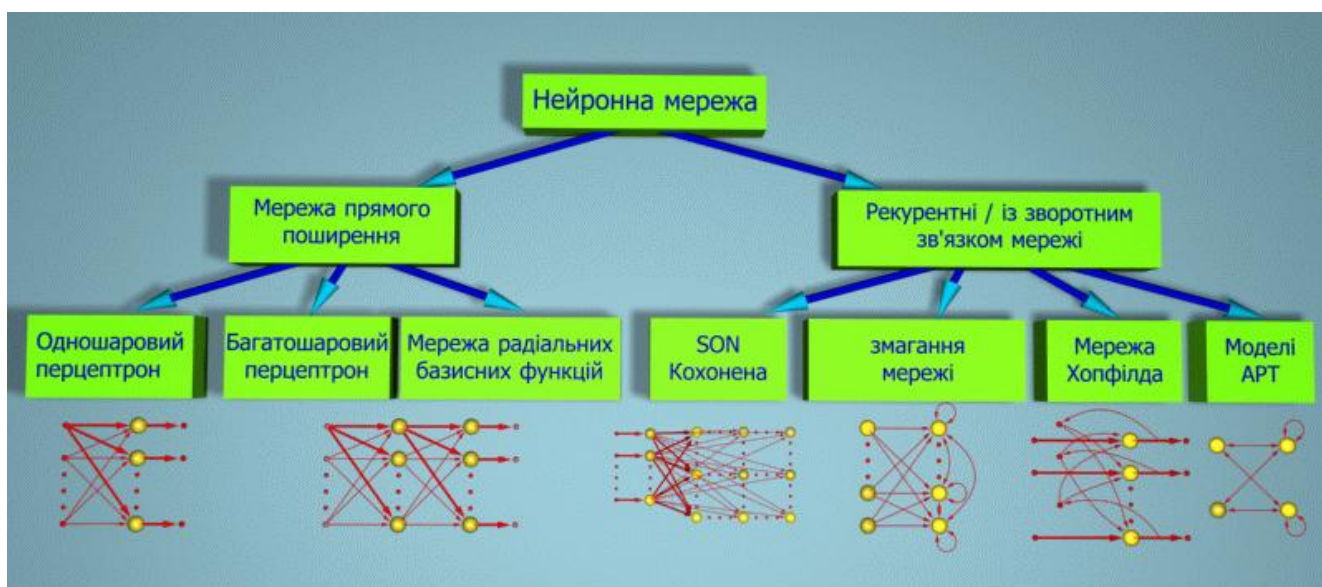 Нейронна мережа
Мережа прямого
поширення
Рекурентні / із зворотним
зв'язком мережі
Одношаровий
перцептрон
Багатошаровий
перцептрон
Мережа радіальних
базисних функцій
SON
Кохонена
змагання
мережі
Мережа
Хопфілда
Моделі
АРТ